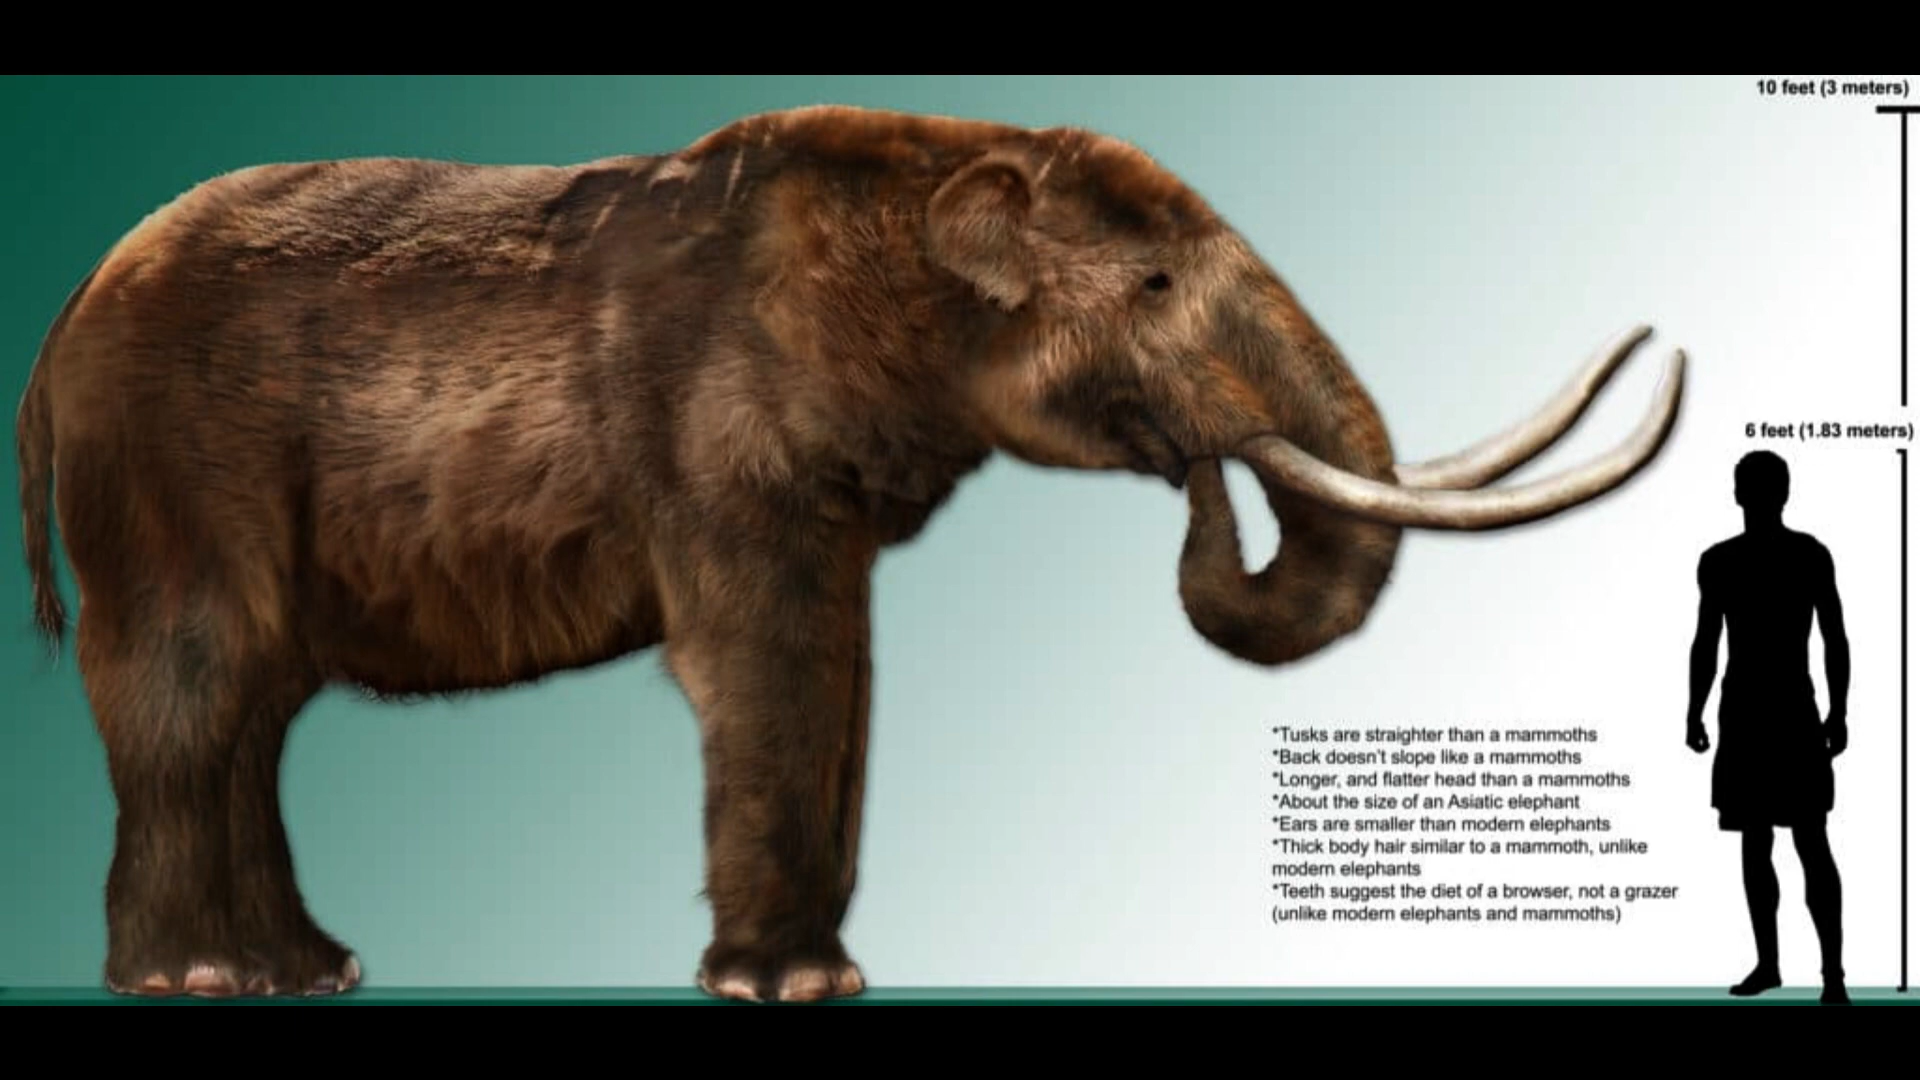 10 feet (3 meters)
6 feet (1.83 meters)
*Tusks are straighter than a mammoths
*Back doesn't slope like a mammoths
*Longer, and flatter head than a mammoths
*About the size of an Asiatic elephant
*Ears are smaller than modern elephants
*Thick body hair similar to a mammoth, unlike
modern elephants
*Teeth suggest the diet of a browser, not a grazer
(unlike modern elephants and mammoths)